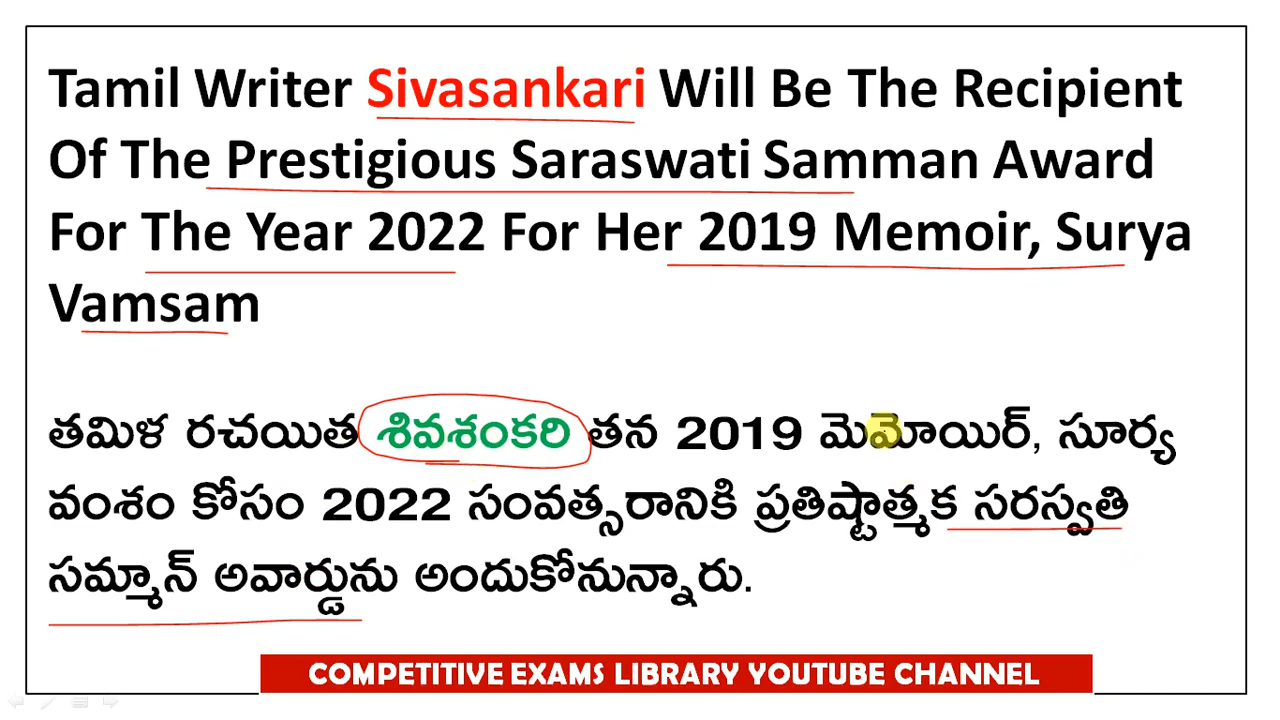 Tamil Writer Sivasankari Will Be The Recipient
Of The Prestigious Saraswati Samman Award
For The Year 2022 For Her 2019 Memoir, Surya
Vamsam
తమిళ రచయిత శివశంకరి తన 2019 మెమోయిర్, సూర్య
వంశం కోసం 2022 సంవత్సరానికి ప్రతిష్టాత్మక సరస్వతి
సమ్మాన్ అవార్డును అందుకోనున్నారు.
COMPETITIVE EXAMS LIBRARY YOUTUBE CHANNEL